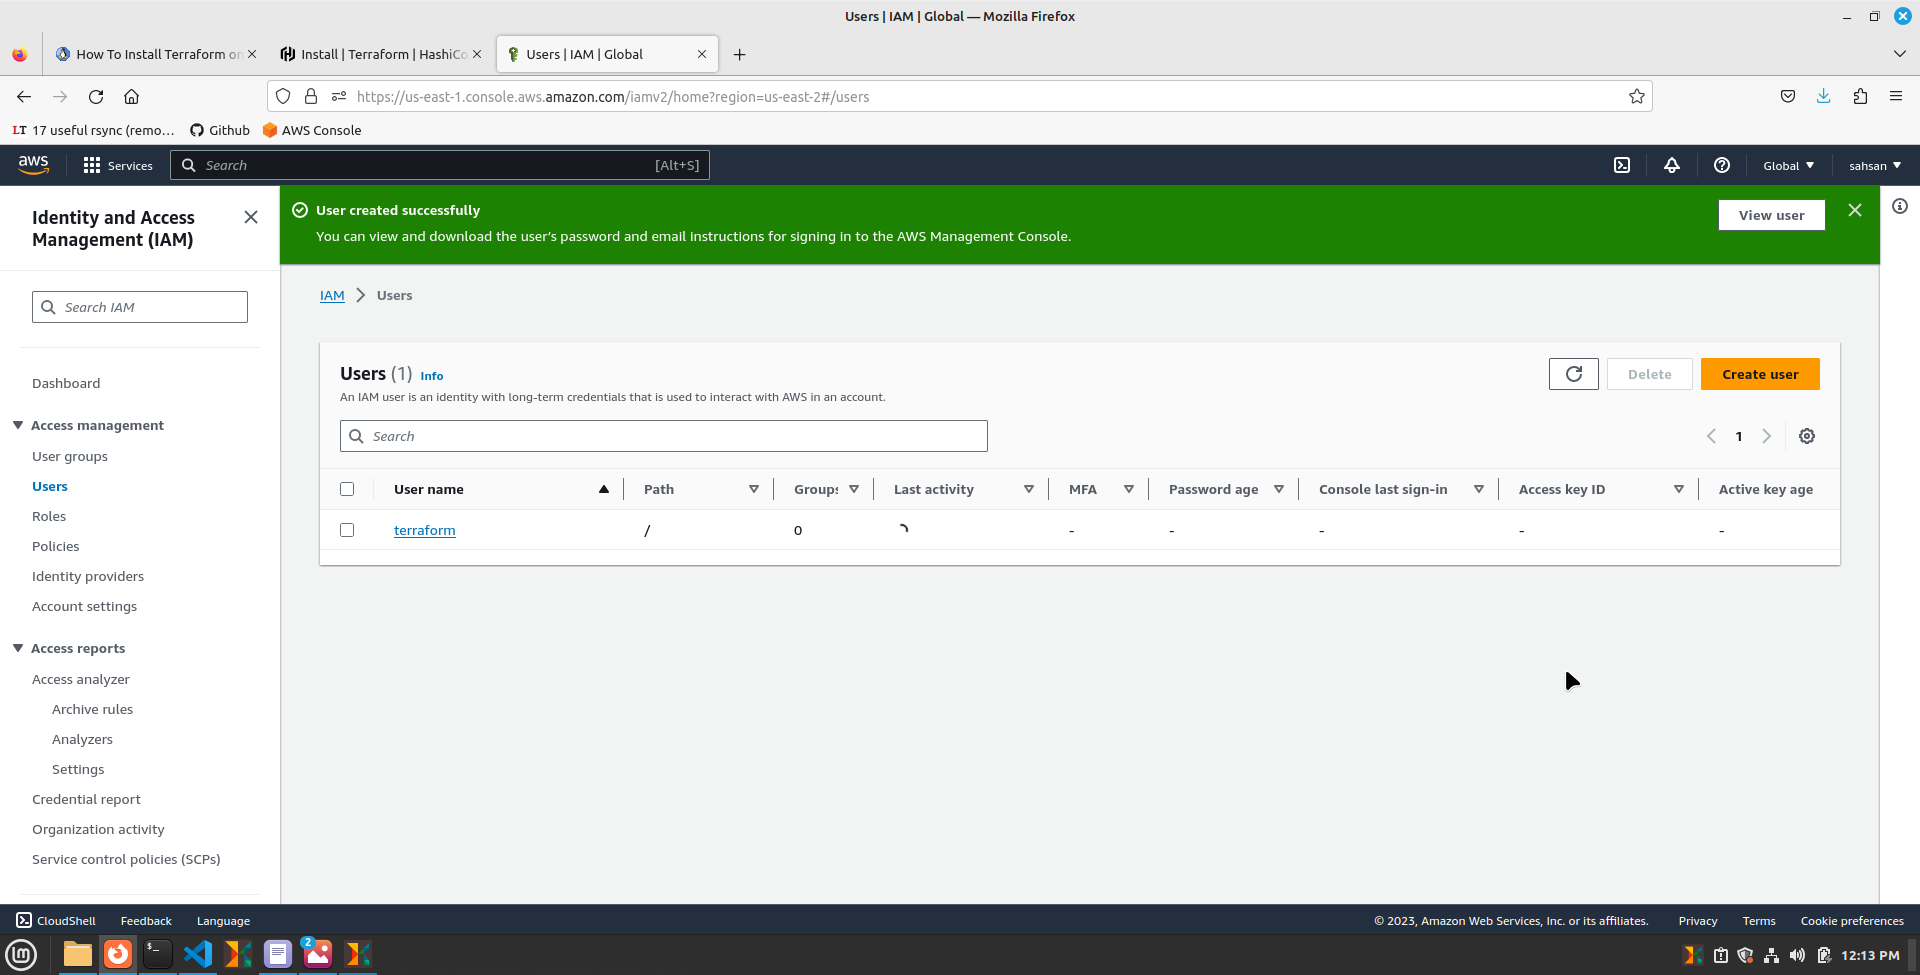 Users | IAM | Global — Mozilla Firefox
How To Install Terraform on
Install | Terraform | HashiCo
Users | IAM | Global
https://us-east-1.console.aws.amazon.com/iamv2/home?region=us-east-2#/users
LT 17 useful rsync (remo…
Github
AWS Console
aws
Services
Search
[Alt+S]
Global
sahsan
Identity and Access
Management (IAM)
Search IAM
Dashboard
Access management
User groups
Users
Roles
Policies
Identity providers
Account settings
Access reports
Access analyzer
Archive rules
Analyzers
Settings
Credential report
Organization activity
Service control policies (SCPs)
User created successfully
You can view and download the user's password and email instructions for signing in to the AWS Management Console.
View user
IAM > Users
Users (1) Info
An IAM user is an identity with long-term credentials that is used to interact with AWS in an account.
Delete
Create user
Search
1
User name Path Groups Last activity MFA Password age Console last sign-in Access key ID Active key age
terraform / 0 - - - - -
CloudShell Feedback Language
© 2023, Amazon Web Services, Inc. or its affiliates. Privacy Terms Cookie preferences
2
12:13 PM